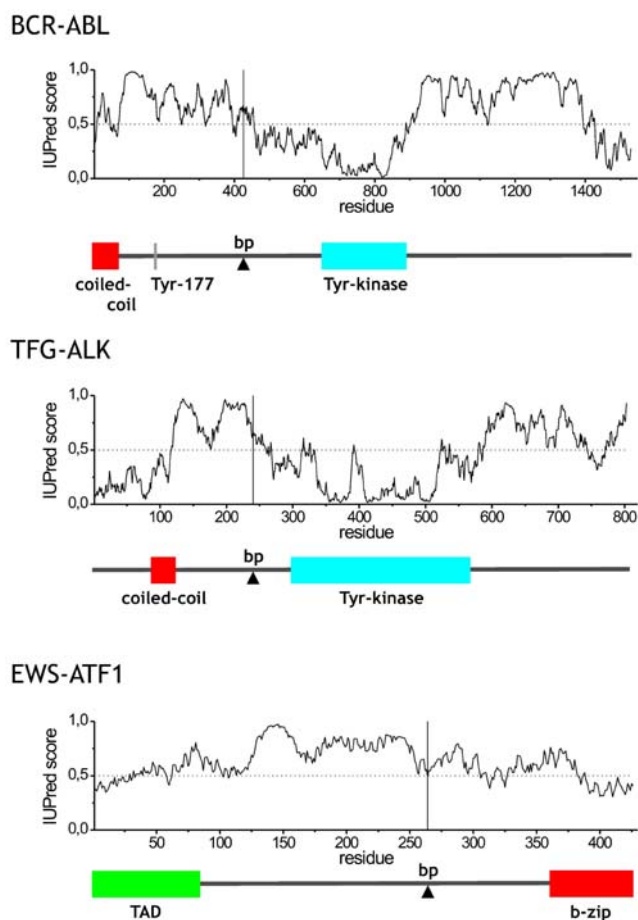 BCR-ABL
IUPred score
1,0
0,5
0,0
200 400 600 800 1000 1200 1400
residue
bp
coiled-
coil
Tyr-177
Tyr-kinase
TFG-ALK
IUPred score
1,0
0,5
0,0
100 200 300 400 500 600 700 800
residue
bp
coiled-coil
Tyr-kinase
EWS-ATF1
IUPred score
1,0
0,5
0,0
50 100 150 200 250 300 350 400
residue
bp
TAD
b-zip